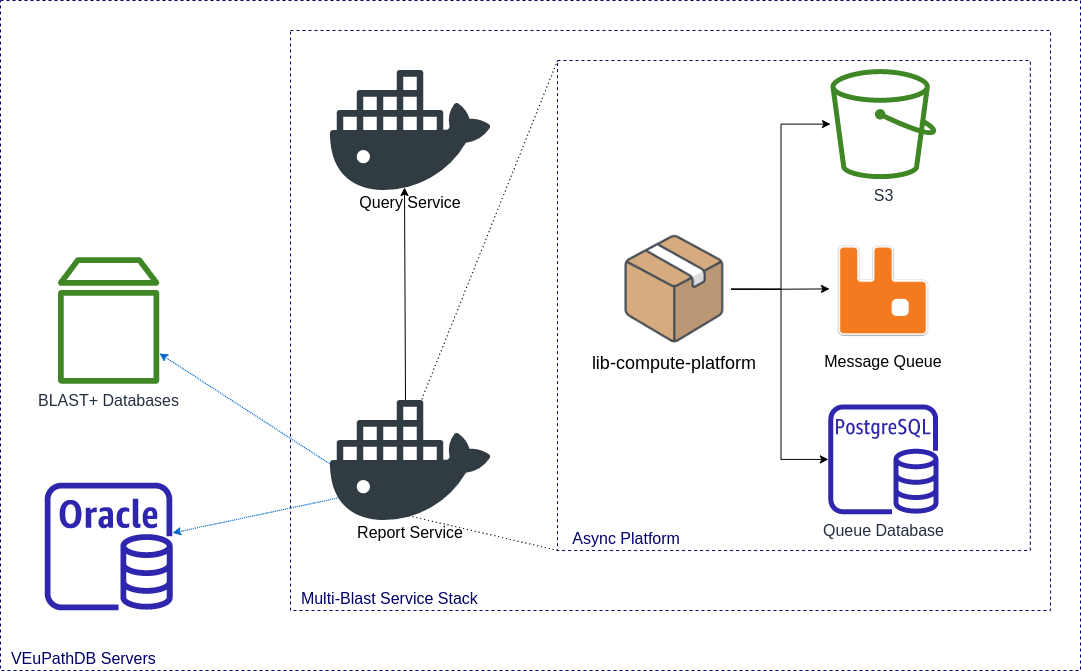 Query Service
S3
lib-compute-platform
Message Queue
BLAST+ Databases
PostgreSQL
Oracle
Report Service
Queue Database
Async Platform
Multi-Blast Service Stack
VEuPathDB Servers